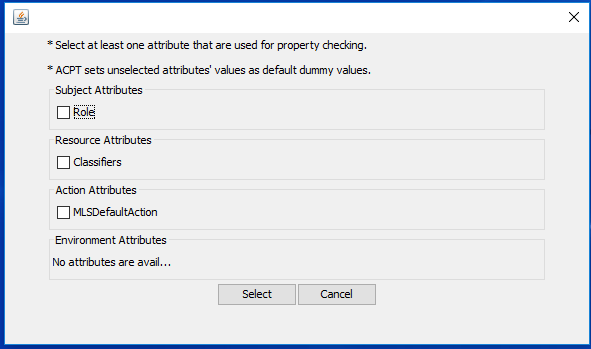 * Select at least one attribute that are used for property checking.
* ACPT sets unselected attributes' values as default dummy values.
Subject Attributes
Role
Resource Attributes
Classifiers
Action Attributes
MLSDefaultAction
Environment Attributes
No attributes are avail...
Select Cancel